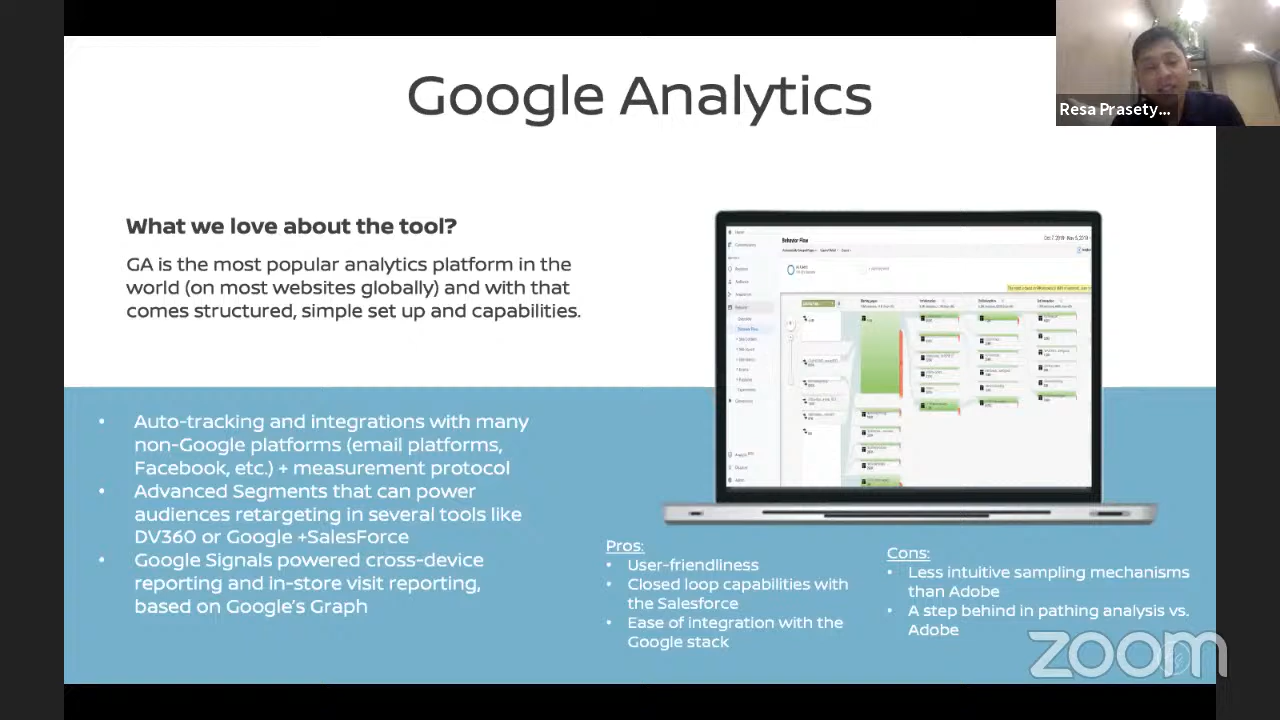 Google Analytics
Resa Prasety...
What we love about the tool?
GA is the most popular analytics platform in the
world (on most websites globally) and with that
comes structured, simple set up and capabilities.
Behavior Flow
• Auto-tracking and integrations with many
non-Google platforms (email platforms,
Facebook, etc.) + measurement protocol
• Advanced Segments that can power
audiences retargeting in several tools like
DV360 or Google +SalesForce
• Google Signals powered cross-device
reporting and in-store visit reporting,
based on Google's Graph
Pros:
• User-friendliness
• Closed loop capabilities with
the Salesforce
• Ease of integration with the
Google stack
Cons:
• Less intuitive sampling mechanisms
than Adobe
• A step behind in pathing analysis vs.
Adobe
zoom